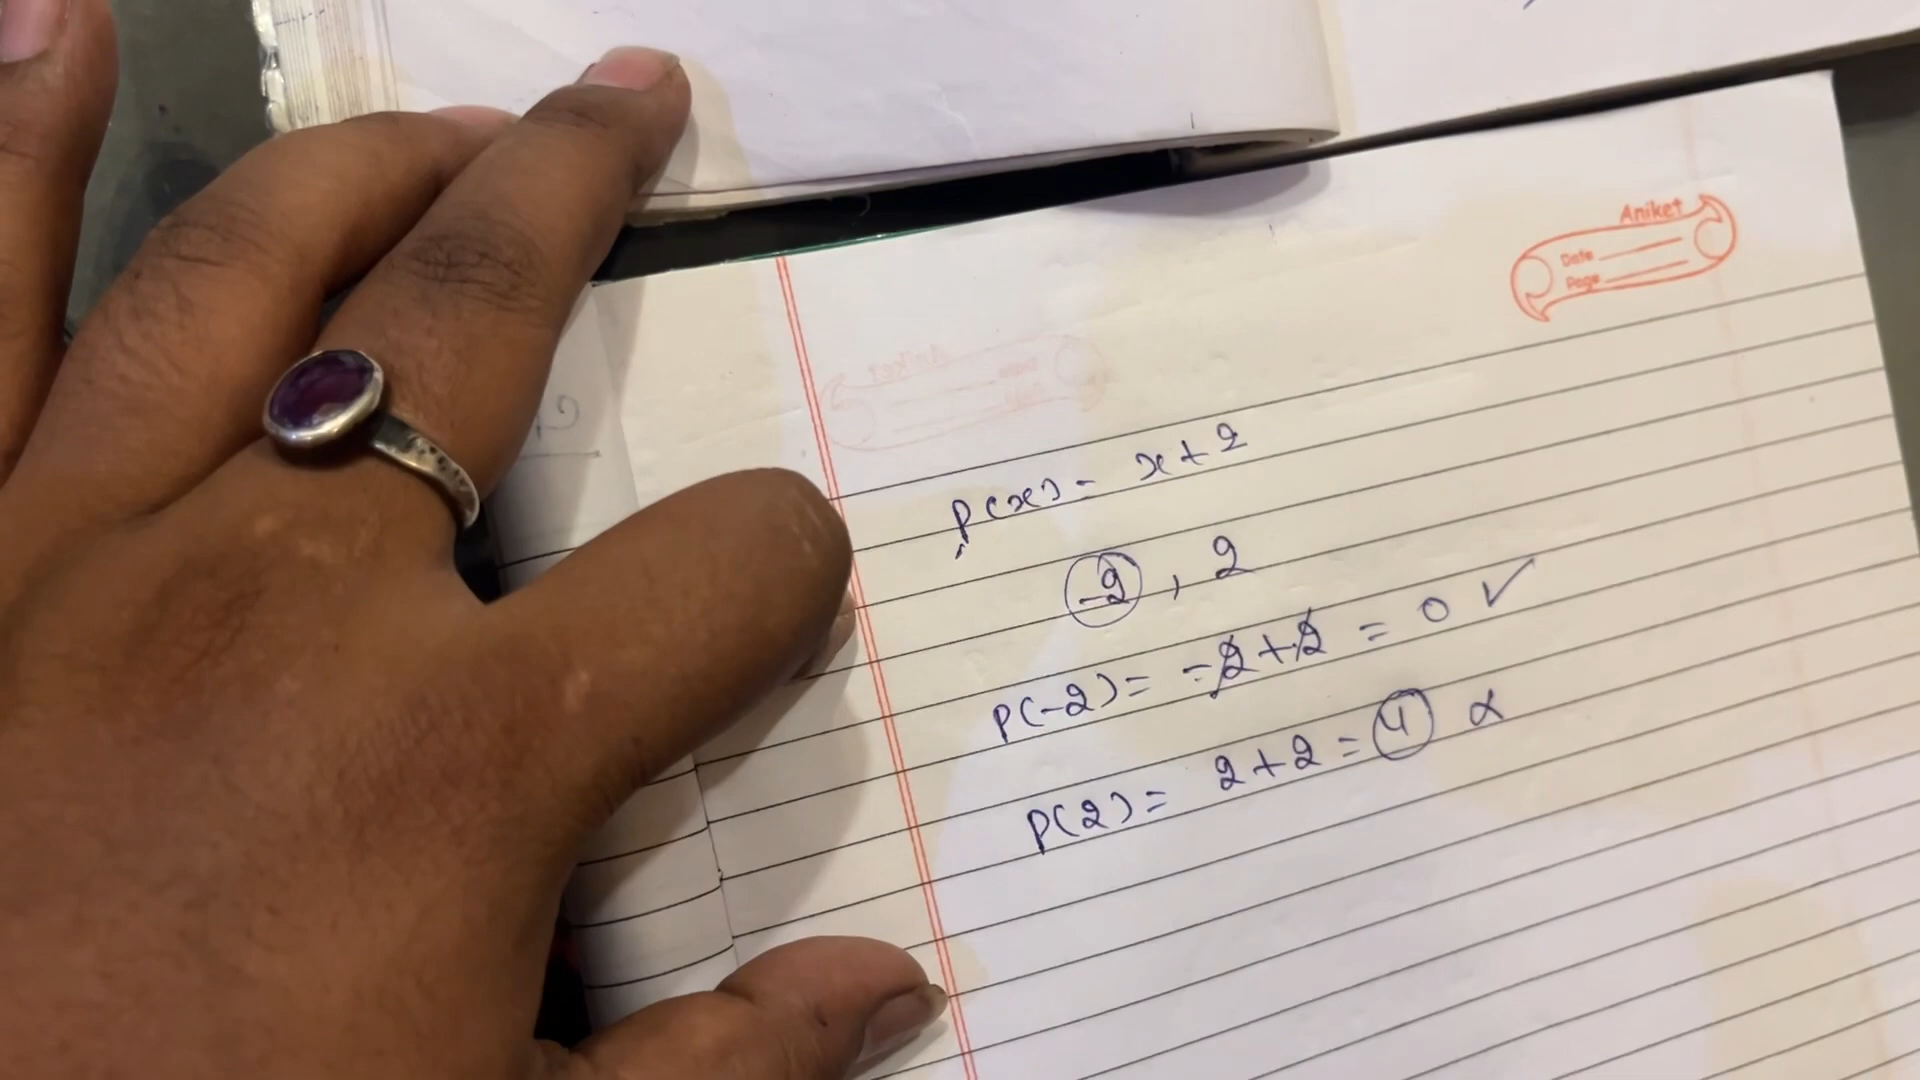 Aniket
Date
Page
p(x) = x + 2
-2 , 2
p(-2) = -2 + 2 = 0 ✓
p(2) = 2 + 2 = 4 ×